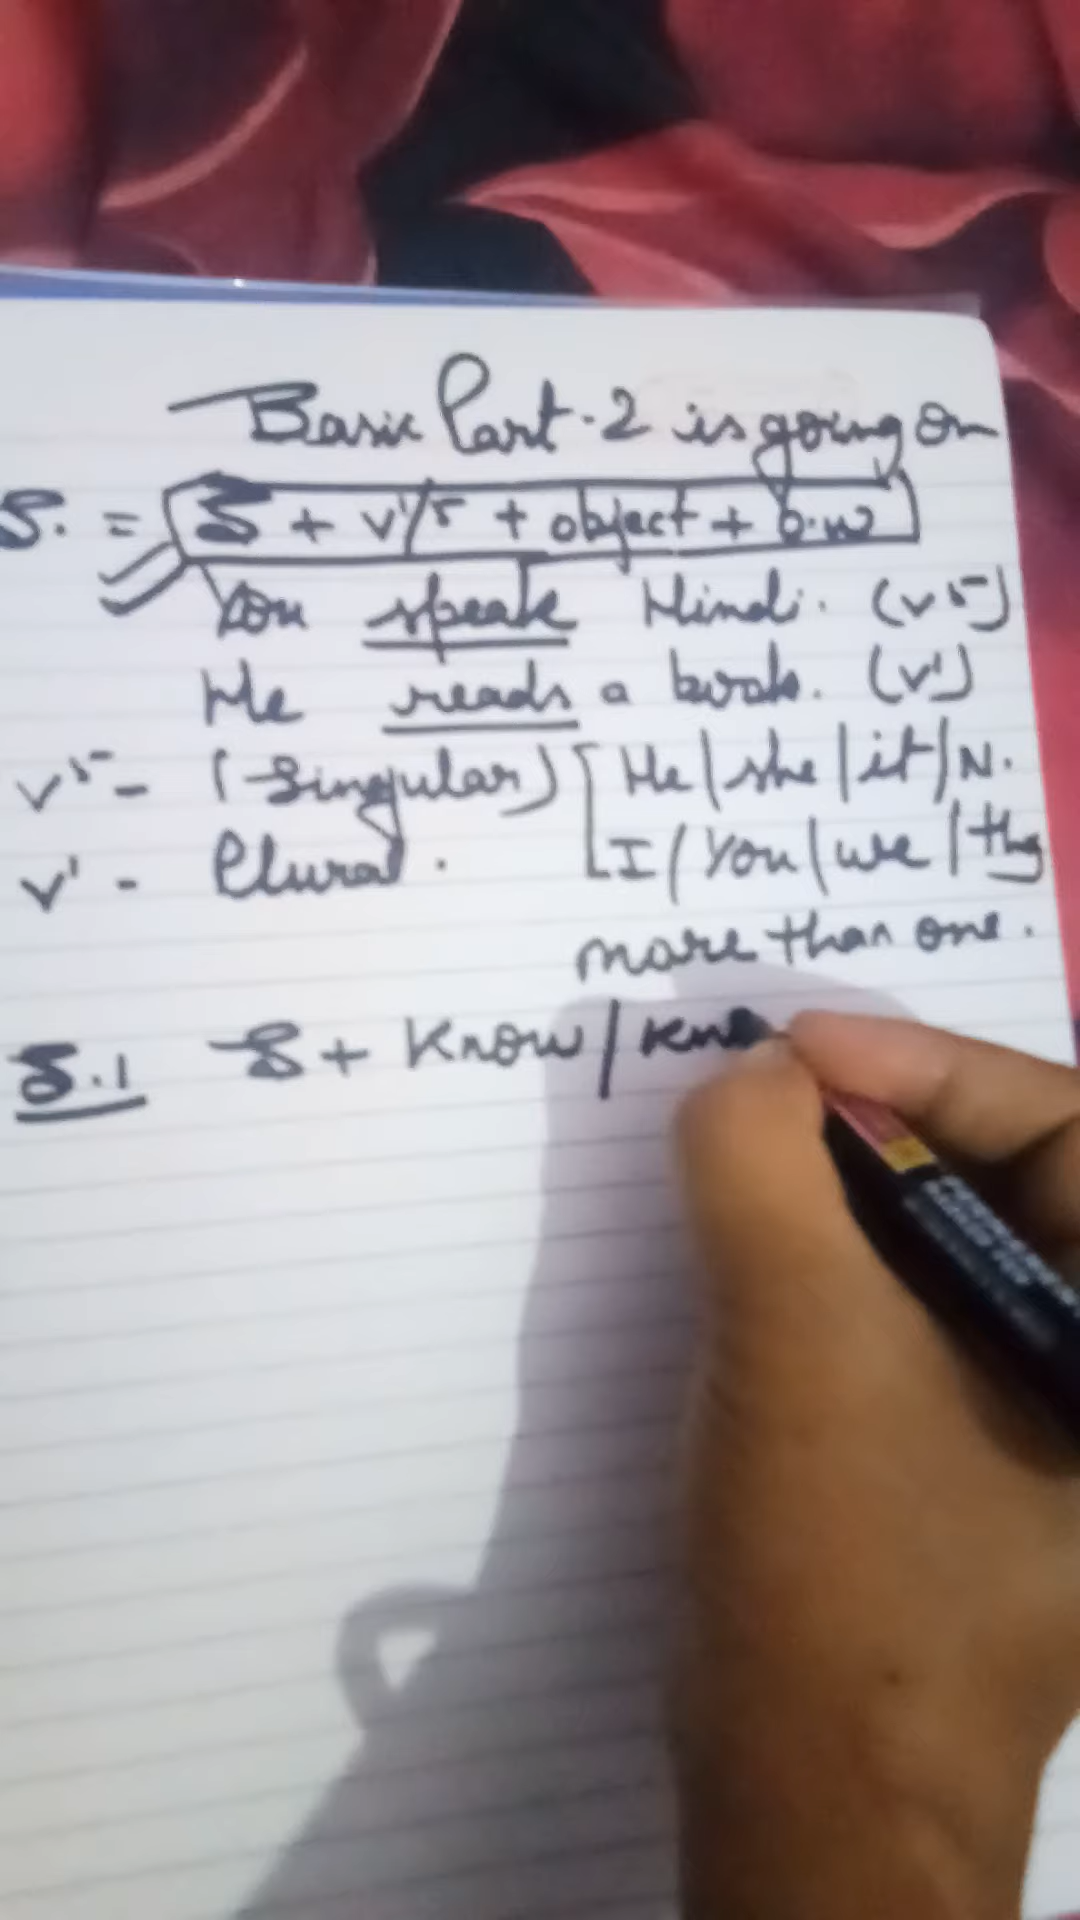 Basic Part-2 is going on
S. = S + v¹/⁵ + object + o.w
You speak Hindi. (v⁵)
He reads a book. (v¹)
v⁵ - (Singular) [He/she/it/N.
v¹ - Plural. [I/You/we/they
more than one.
S.1 S + know/kno